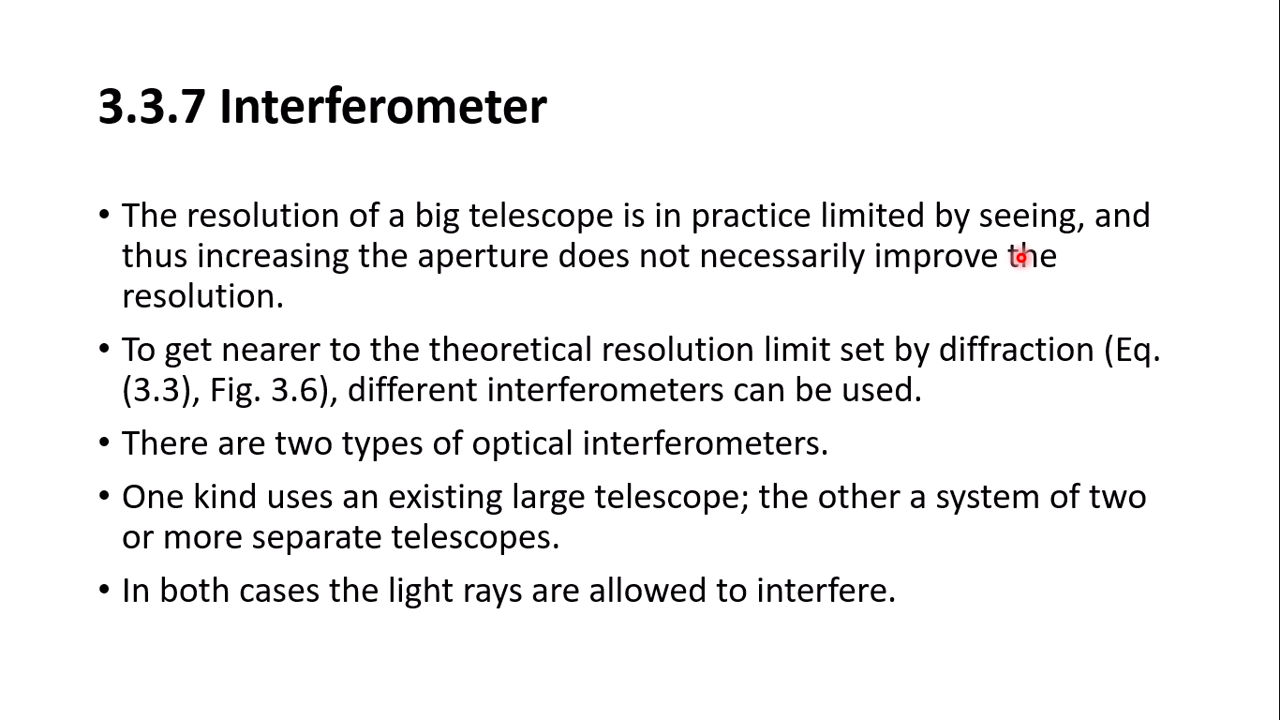 3.3.7 Interferometer
• The resolution of a big telescope is in practice limited by seeing, and
thus increasing the aperture does not necessarily improve the
resolution.
• To get nearer to the theoretical resolution limit set by diffraction (Eq.
(3.3), Fig. 3.6), different interferometers can be used.
• There are two types of optical interferometers.
• One kind uses an existing large telescope; the other a system of two
or more separate telescopes.
• In both cases the light rays are allowed to interfere.